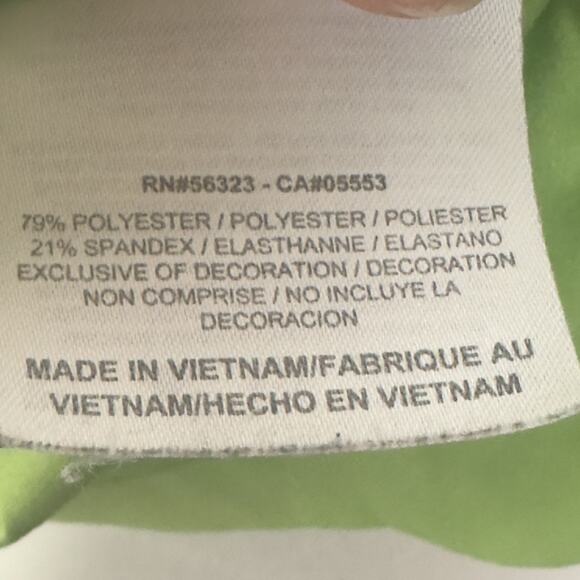 RN#56323 - CA#05553
79% POLYESTER / POLYESTER / POLIESTER
21% SPANDEX / ELASTHANNE / ELASTANO
EXCLUSIVE OF DECORATION / DECORATION
NON COMPRISE / NO INCLUYE LA
DECORACION
MADE IN VIETNAM/FABRIQUE AU
VIETNAM/HECHO EN VIETNAM